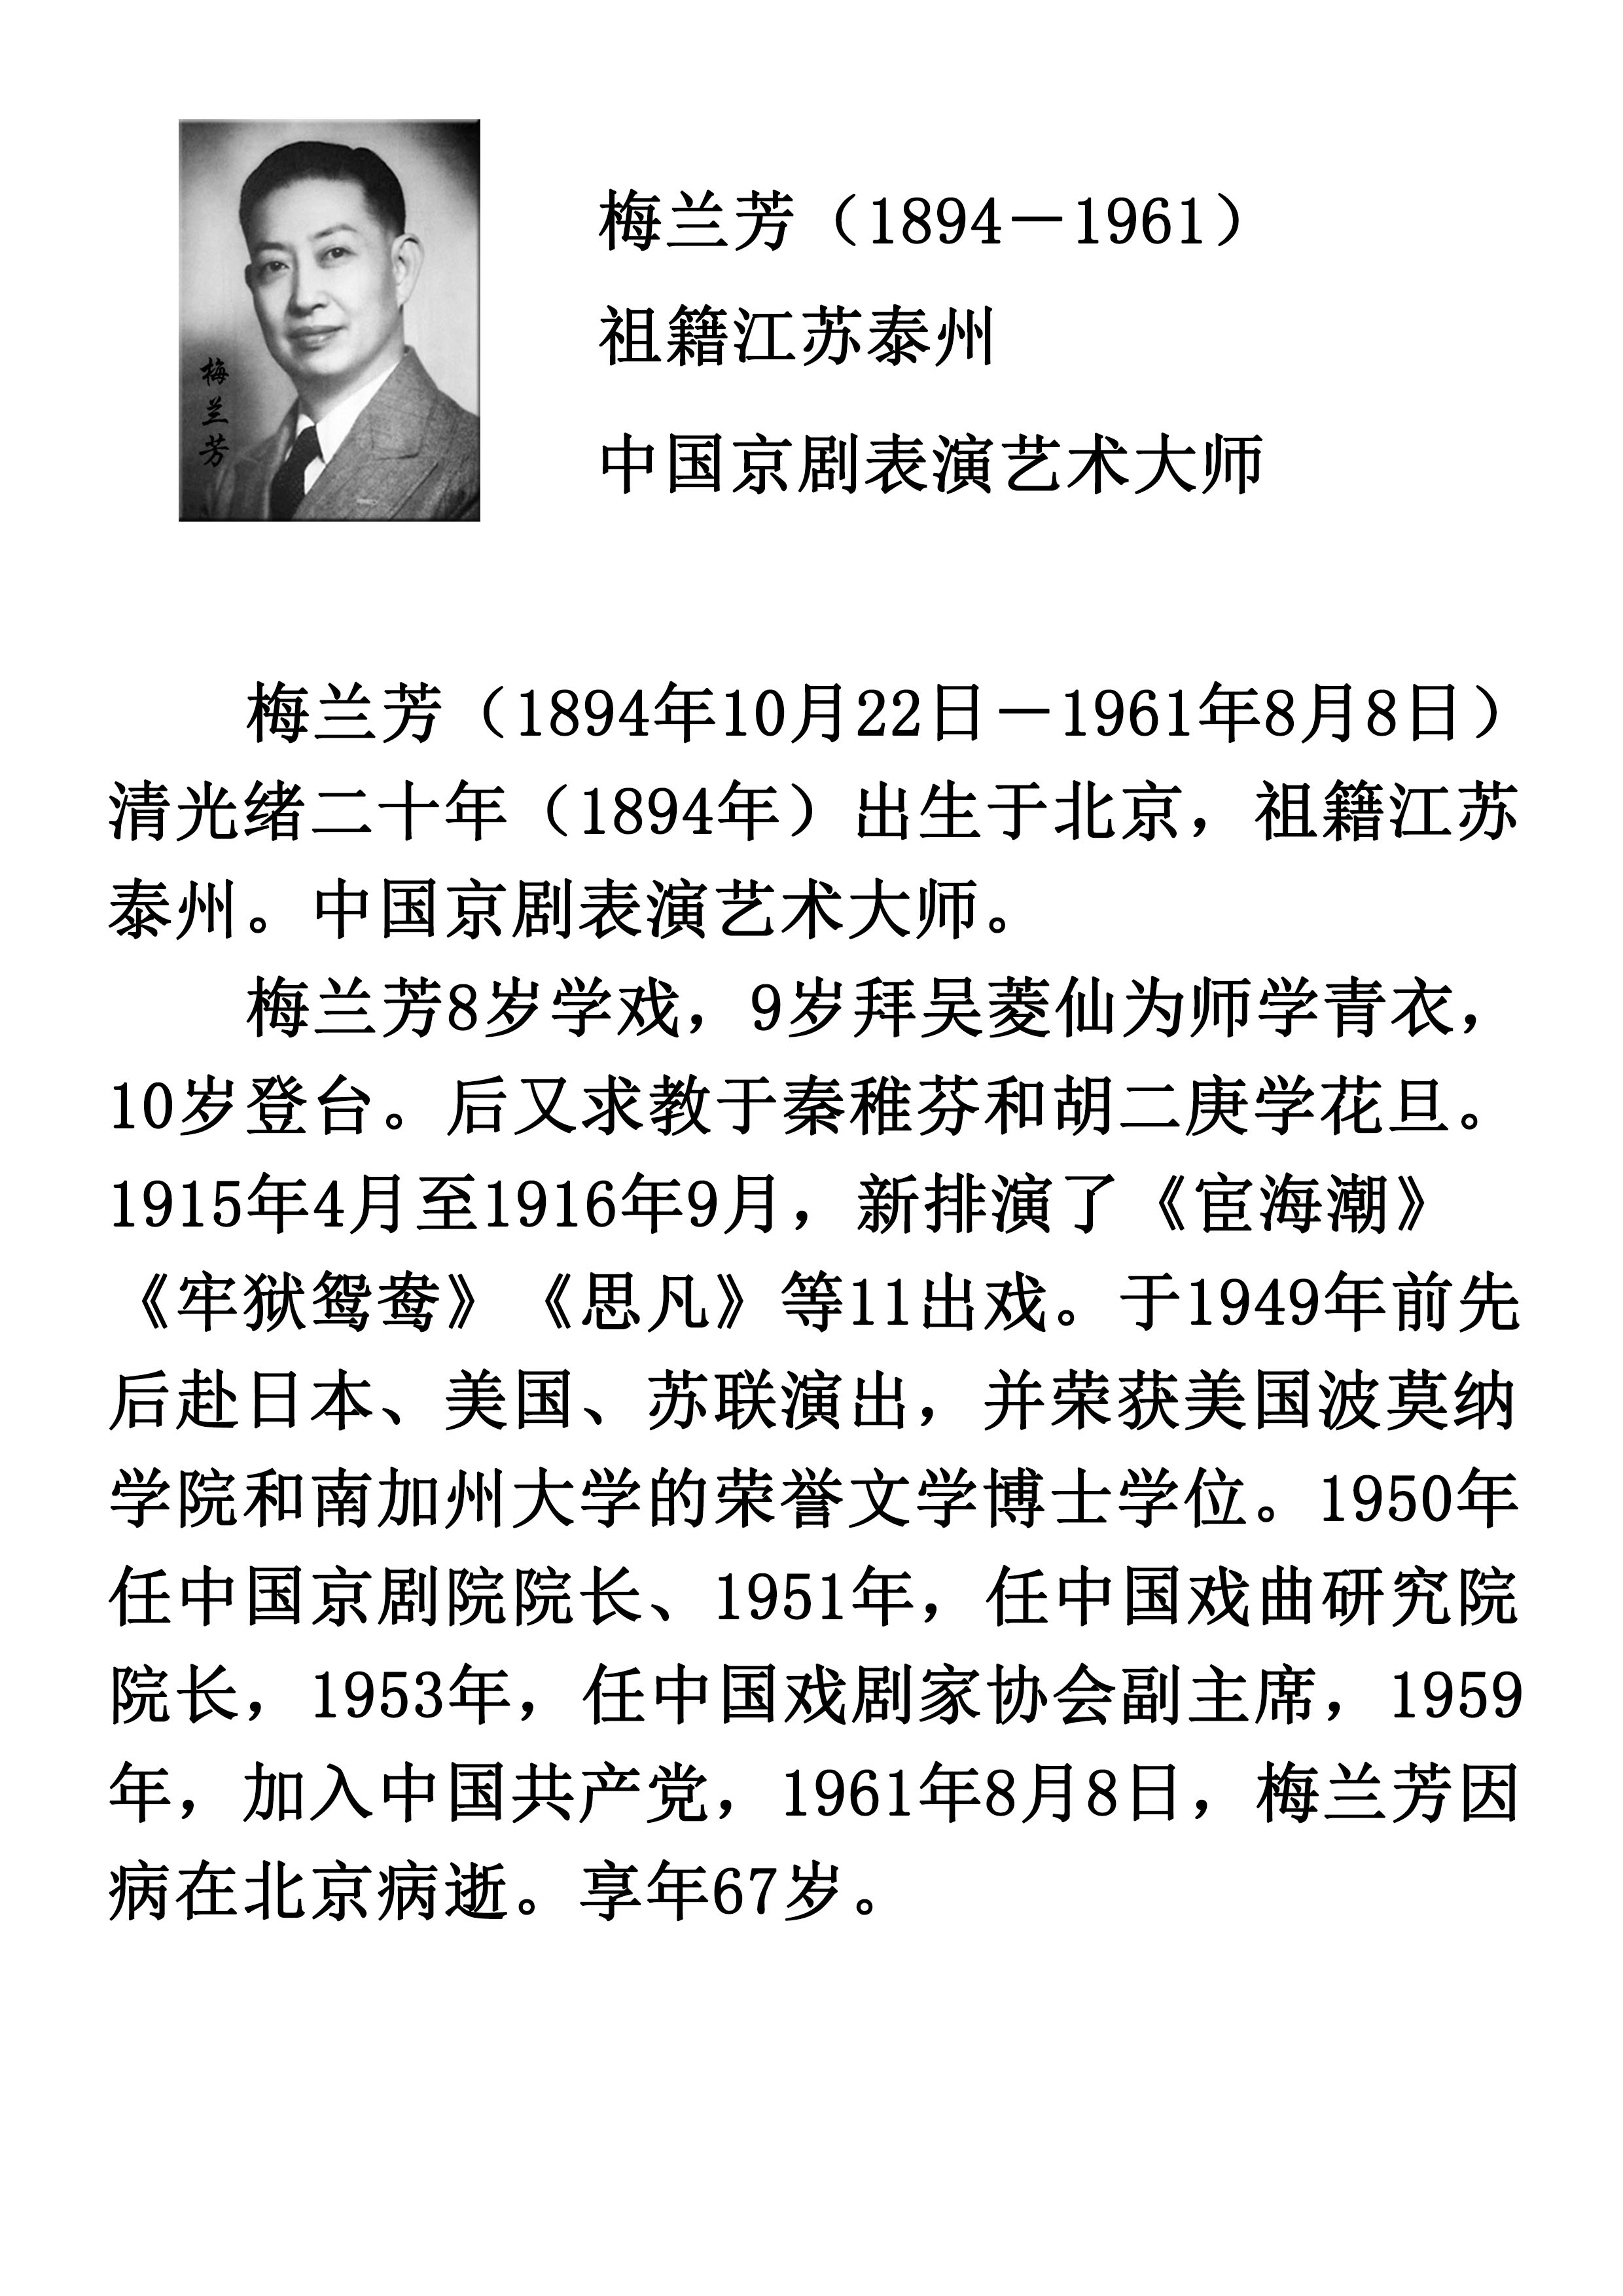 梅兰芳
梅兰芳（1894－1961）
祖籍江苏泰州
中国京剧表演艺术大师
梅兰芳（1894年10月22日－1961年8月8日）
清光绪二十年（1894年）出生于北京，祖籍江苏
泰州。中国京剧表演艺术大师。
梅兰芳8岁学戏，9岁拜吴菱仙为师学青衣，
10岁登台。后又求教于秦稚芬和胡二庚学花旦。
1915年4月至1916年9月，新排演了《宦海潮》
《牢狱鸳鸯》《思凡》等11出戏。于1949年前先
后赴日本、美国、苏联演出，并荣获美国波莫纳
学院和南加州大学的荣誉文学博士学位。1950年
任中国京剧院院长、1951年，任中国戏曲研究院
院长，1953年，任中国戏剧家协会副主席，1959
年，加入中国共产党，1961年8月8日，梅兰芳因
病在北京病逝。享年67岁。